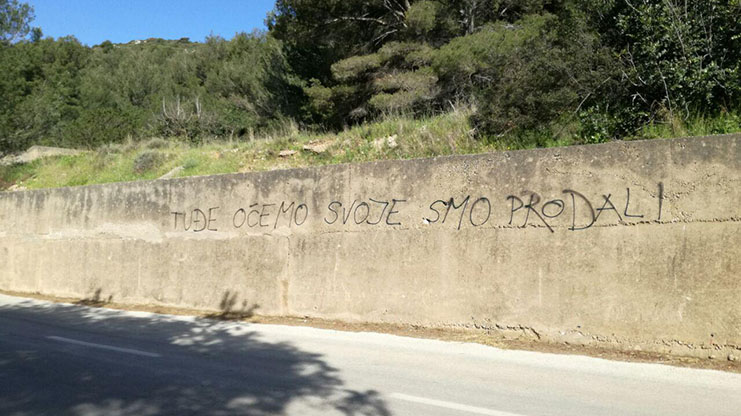 TUĐE OĆEMO SVOJE SMO PRODALI